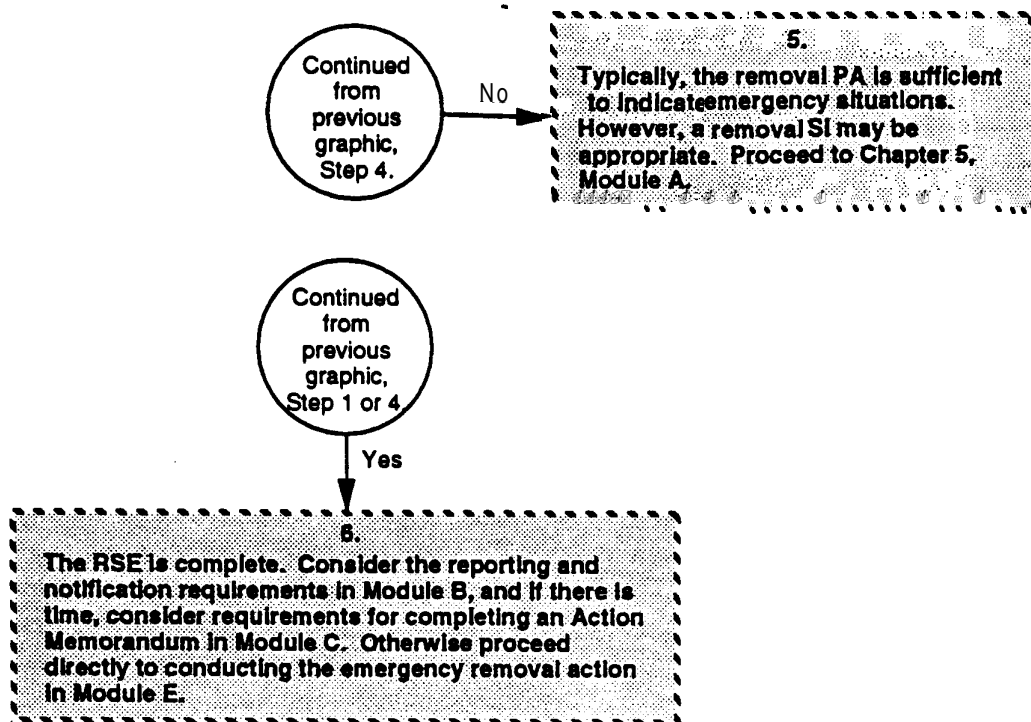 Continued
from
previous
graphic,
Step 4.
No
5.
Typically, the removal PA is sufficient
to indicate emergency situations.
However, a removal SI may be
appropriate. Proceed to Chapter 5,
Module A.
Continued
from
previous
graphic,
Step 1 or 4.
Yes
6.
The RSE is complete. Consider the reporting and
notification requirements in Module B, and if there is
time, consider requirements for completing an Action
Memorandum in Module C. Otherwise proceed
directly to conducting the emergency removal action
in Module E.